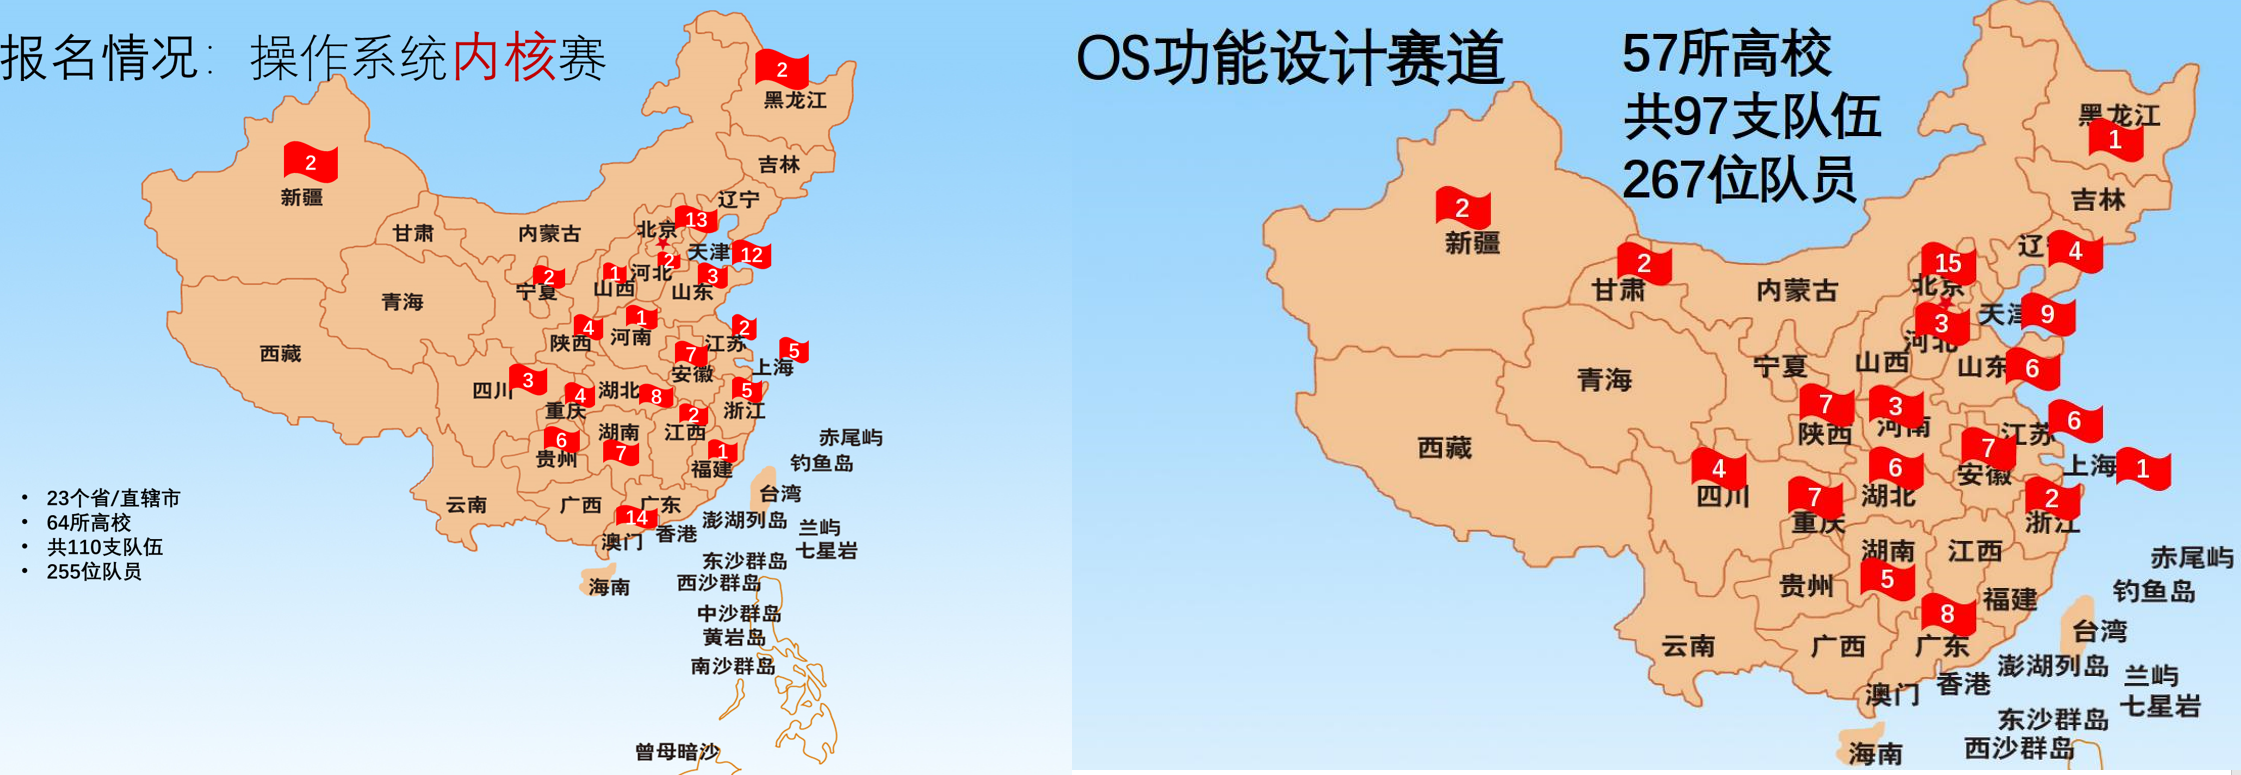 报名情况：操作系统内核赛
2
黑龙江
2
新疆
吉林
辽宁
13
北京
甘肃
内蒙古
天津
12
2
河北
1
山西
3
山东
2
宁夏
青海
4
陕西
1
河南
2
江苏
5
上海
7
安徽
西藏
四川
3
4
重庆
湖北
8
5
浙江
2
江西
湖南
7
6
贵州
1
福建
赤尾屿
钓鱼岛
云南
广西
广东
14
台湾
澎湖列岛
兰屿
香港
澳门
七星岩
东沙群岛
海南
西沙群岛
中沙群岛
黄岩岛
南沙群岛
曾母暗沙
• 23个省/直辖市
• 64所高校
• 共110支队伍
• 255位队员
OS功能设计赛道
57所高校
共97支队伍
267位队员
黑龙江
1
吉林
2
新疆
2
甘肃
内蒙古
辽
4
15
北京
天津
9
3
河北
山西
山东
6
宁夏
青海
7
陕西
3
河南
江苏
6
7
安徽
上海
1
西藏
4
四川
7
重庆
6
湖北
2
浙江
湖南
5
江西
贵州
福建
8
广东
云南
广西
赤尾屿
钓鱼岛
台湾
澎湖列岛
兰屿
香港
澳门
七星岩
东沙群岛
西沙群岛
海南